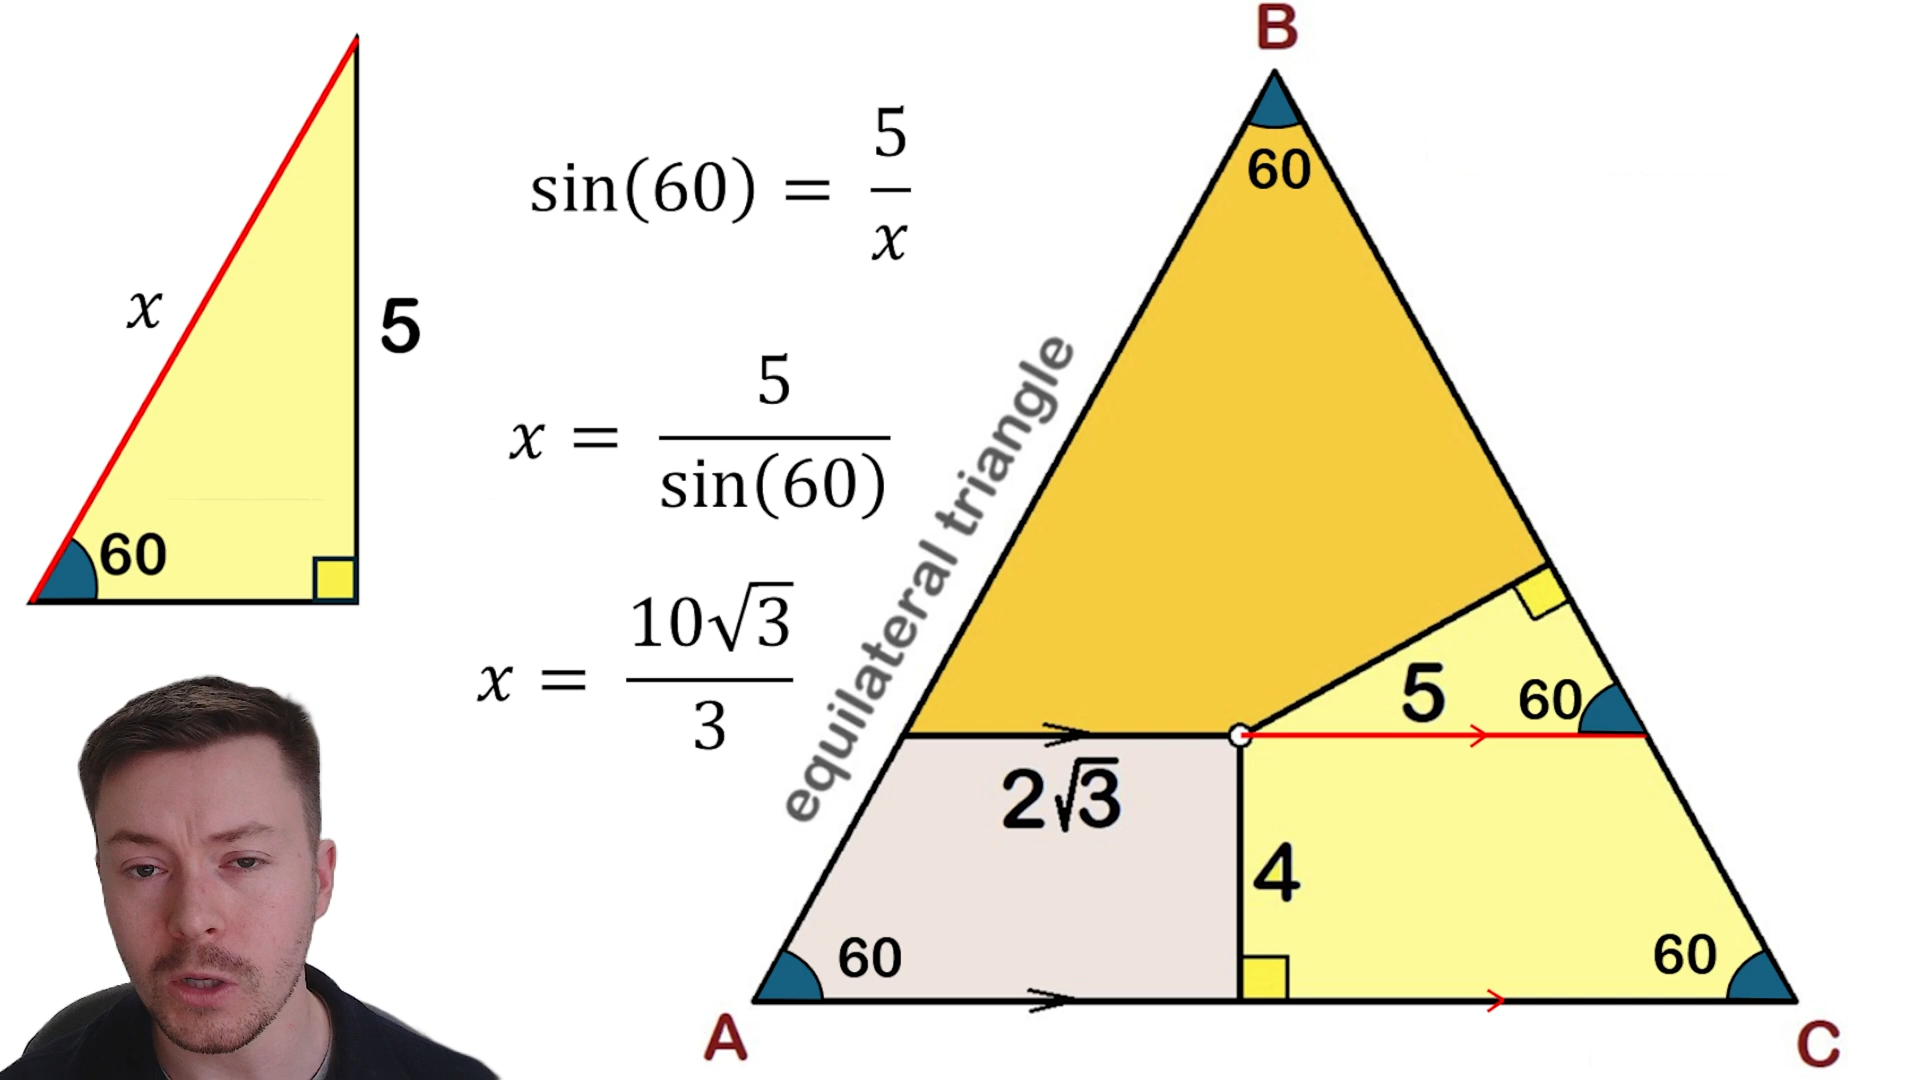 x
5
60
sin(60) = 5/x
x = 5/sin(60)
x = 10√3/3
equilateral triangle
B
60
5
60
2√3
4
60
60
A
C